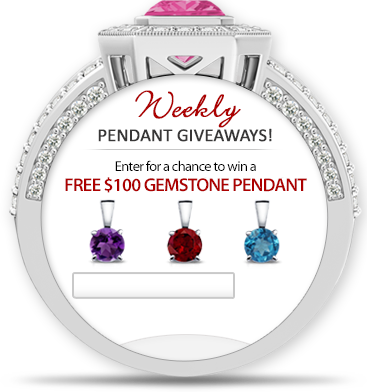 Weekly
PENDANT GIVEAWAYS!
Enter for a chance to win a
FREE $100 GEMSTONE PENDANT